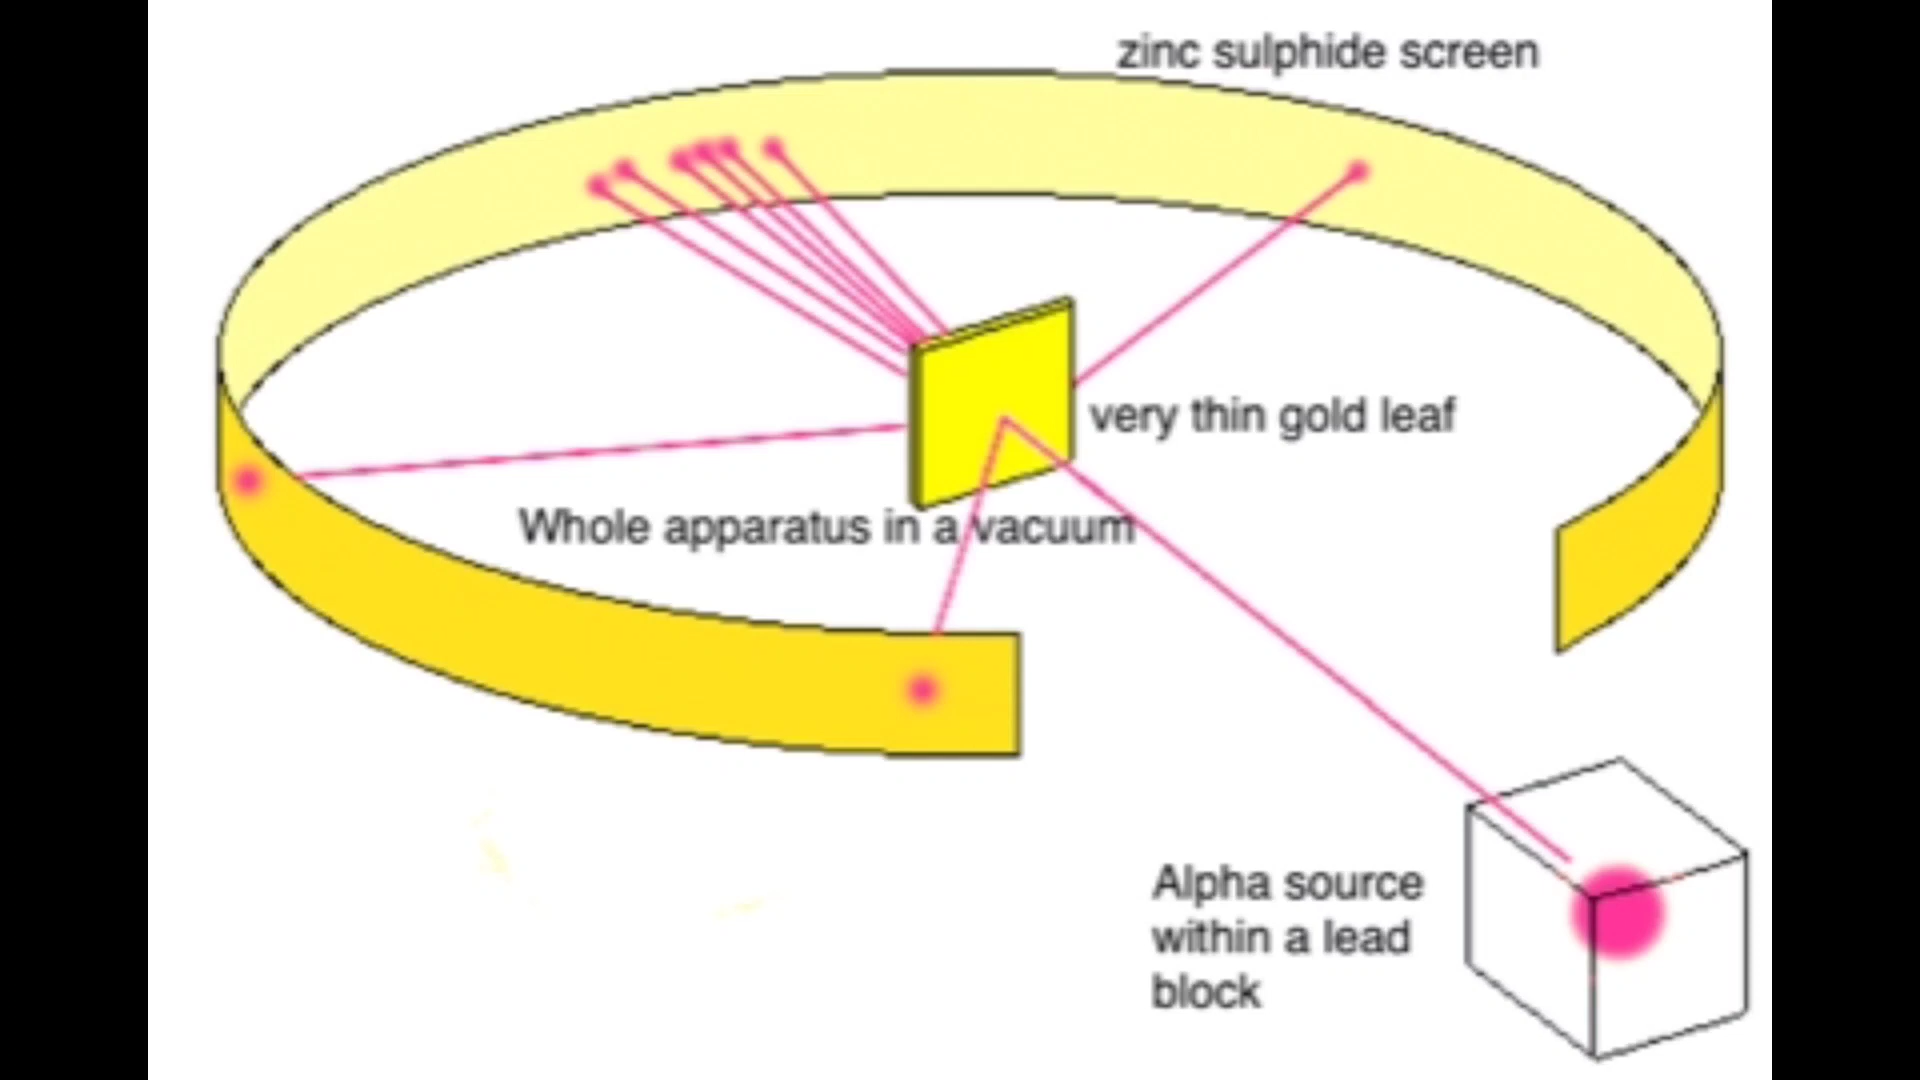 zinc sulphide screen
very thin gold leaf
Whole apparatus in a vacuum
Alpha source
within a lead
block